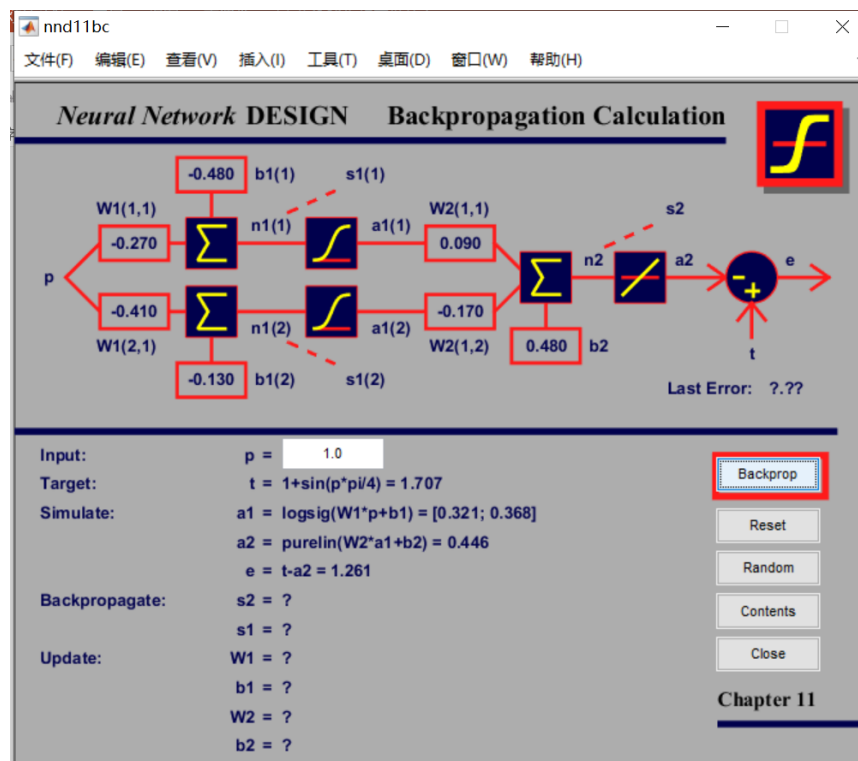 nnd11bc
文件(F) 编辑(E) 查看(V) 插入(I) 工具(T) 桌面(D) 窗口(W) 帮助(H)
Neural Network DESIGN Backpropagation Calculation
-0.480 b1(1) s1(1)
W1(1,1) W2(1,1) s2
n1(1) a1(1)
-0.270 0.090
n2 a2 e
p
-0.410 -0.170
n1(2) a1(2)
W1(2,1) W2(1,2) 0.480 b2
t
-0.130 b1(2) s1(2)
Last Error: ?.??
Input: p = 1.0
Backprop
Target: t = 1+sin(p*pi/4) = 1.707
Simulate: a1 = logsig(W1*p+b1) = [0.321; 0.368]
Reset
a2 = purelin(W2*a1+b2) = 0.446
e = t-a2 = 1.261
Random
Backpropagate: s2 = ?
Contents
s1 = ?
Update: W1 = ?
Close
b1 = ?
Chapter 11
W2 = ?
b2 = ?